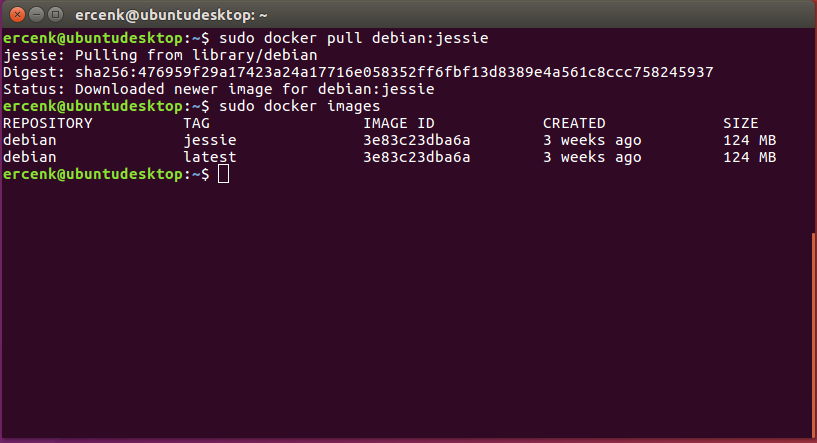 ercenk@ubuntudesktop: ~
ercenk@ubuntudesktop:~$ sudo docker pull debian:jessie
jessie: Pulling from library/debian
Digest: sha256:476959f29a17423a24a17716e058352ff6fbf13d8389e4a561c8ccc758245937
Status: Downloaded newer image for debian:jessie
ercenk@ubuntudesktop:~$ sudo docker images
REPOSITORY          TAG                 IMAGE ID            CREATED             SIZE
debian              jessie              3e83c23dba6a        3 weeks ago         124 MB
debian              latest              3e83c23dba6a        3 weeks ago         124 MB
ercenk@ubuntudesktop:~$